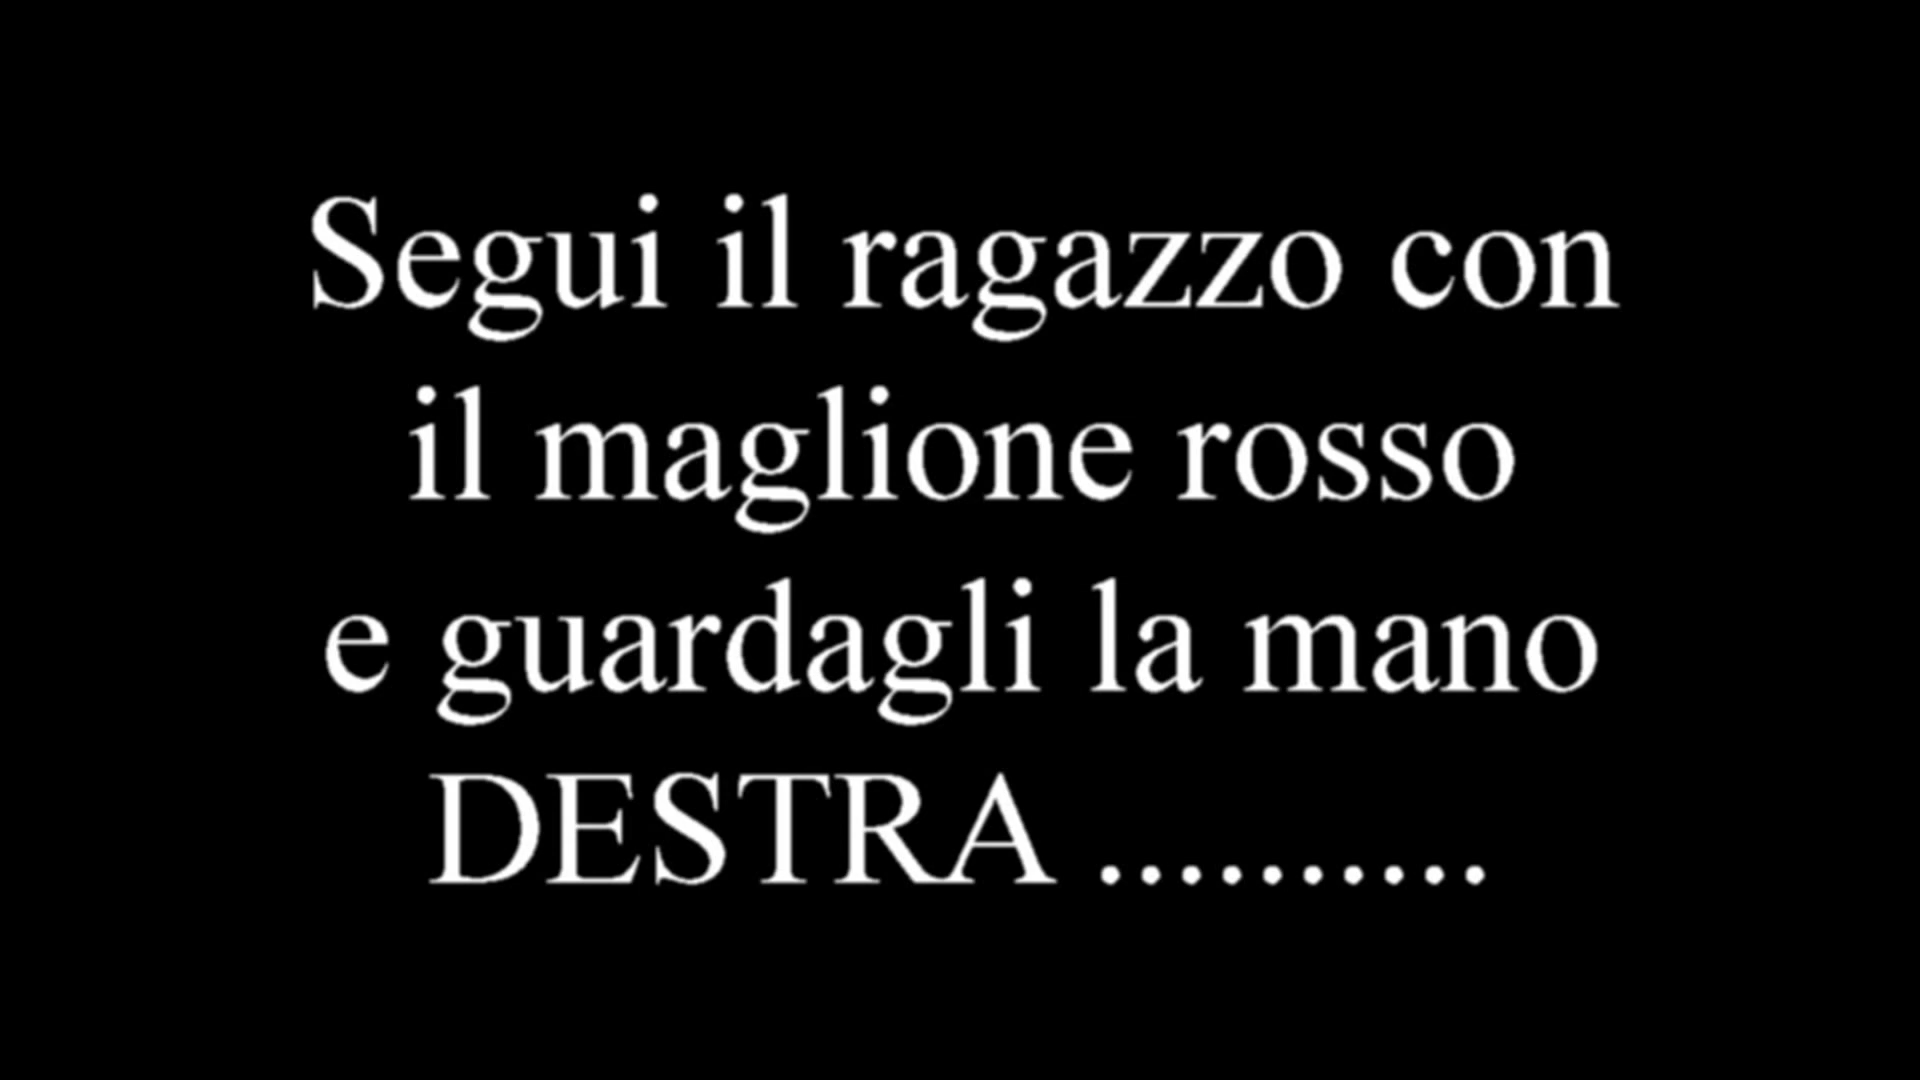 Segui il ragazzo con
il maglione rosso
e guardagli la mano
DESTRA ..........